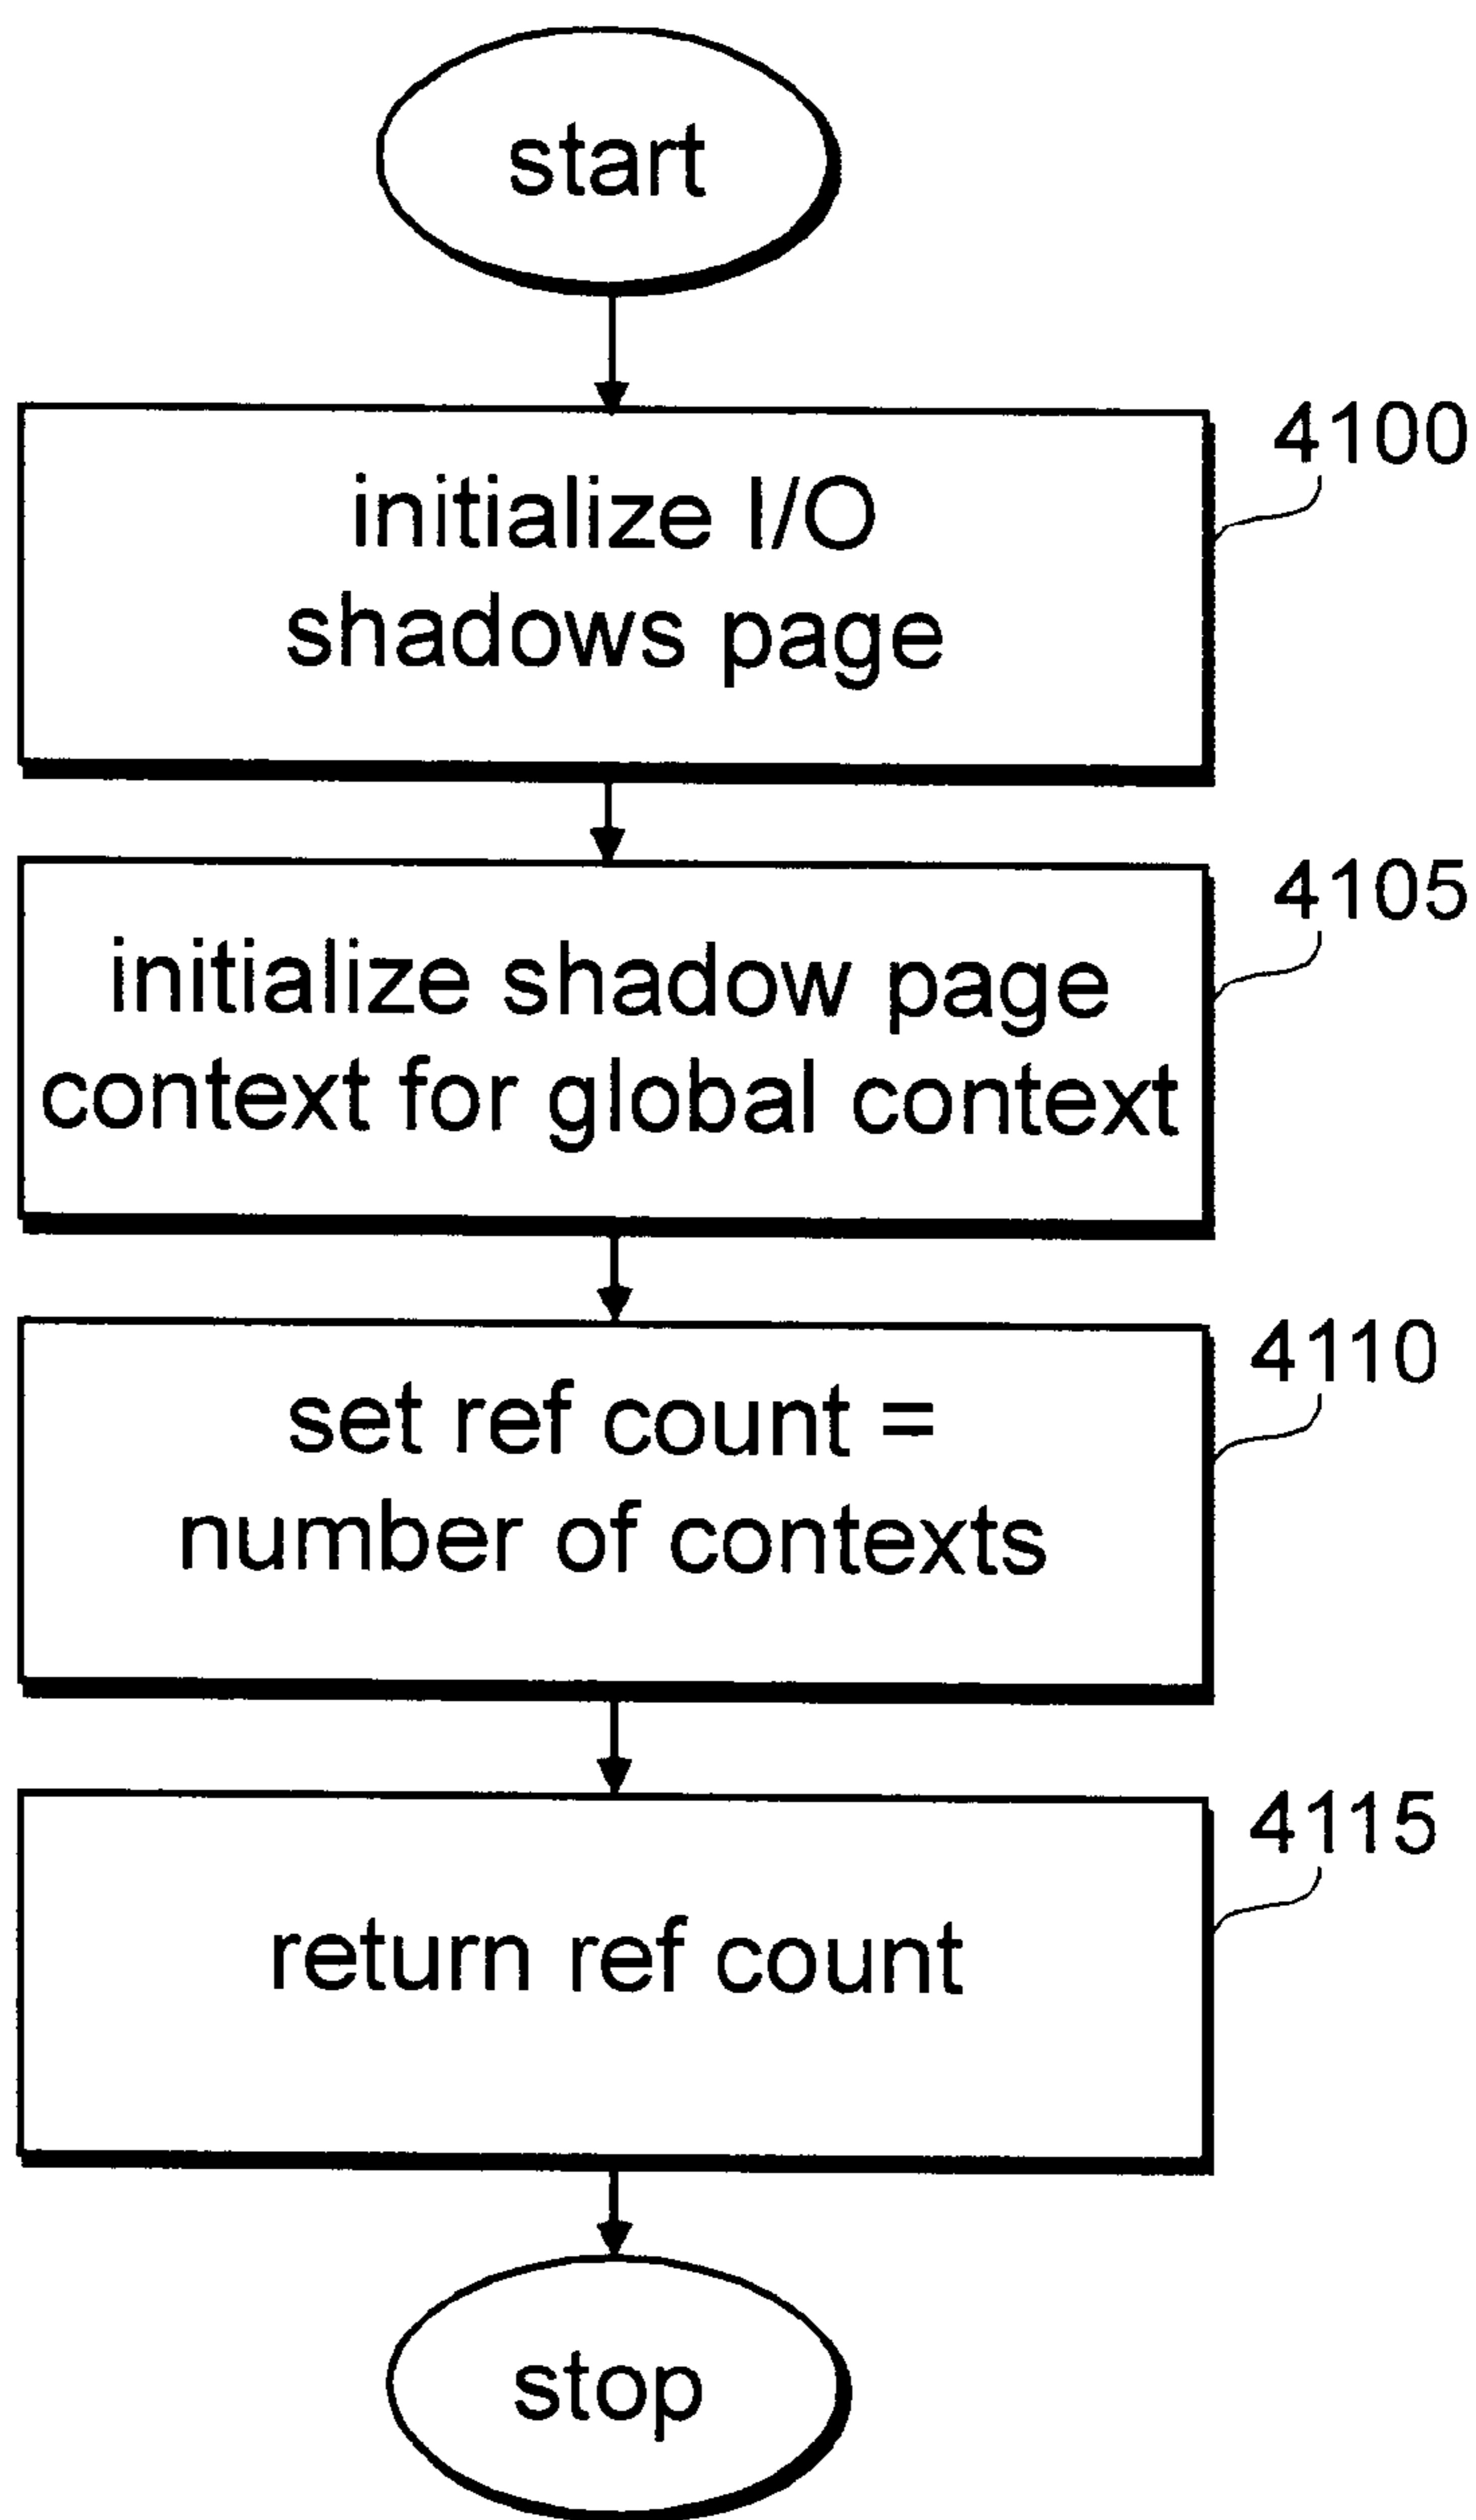 start
4100
initialize I/O
shadows page
4105
initialize shadow page
context for global context
4110
set ref count =
number of contexts
4115
return ref count
stop